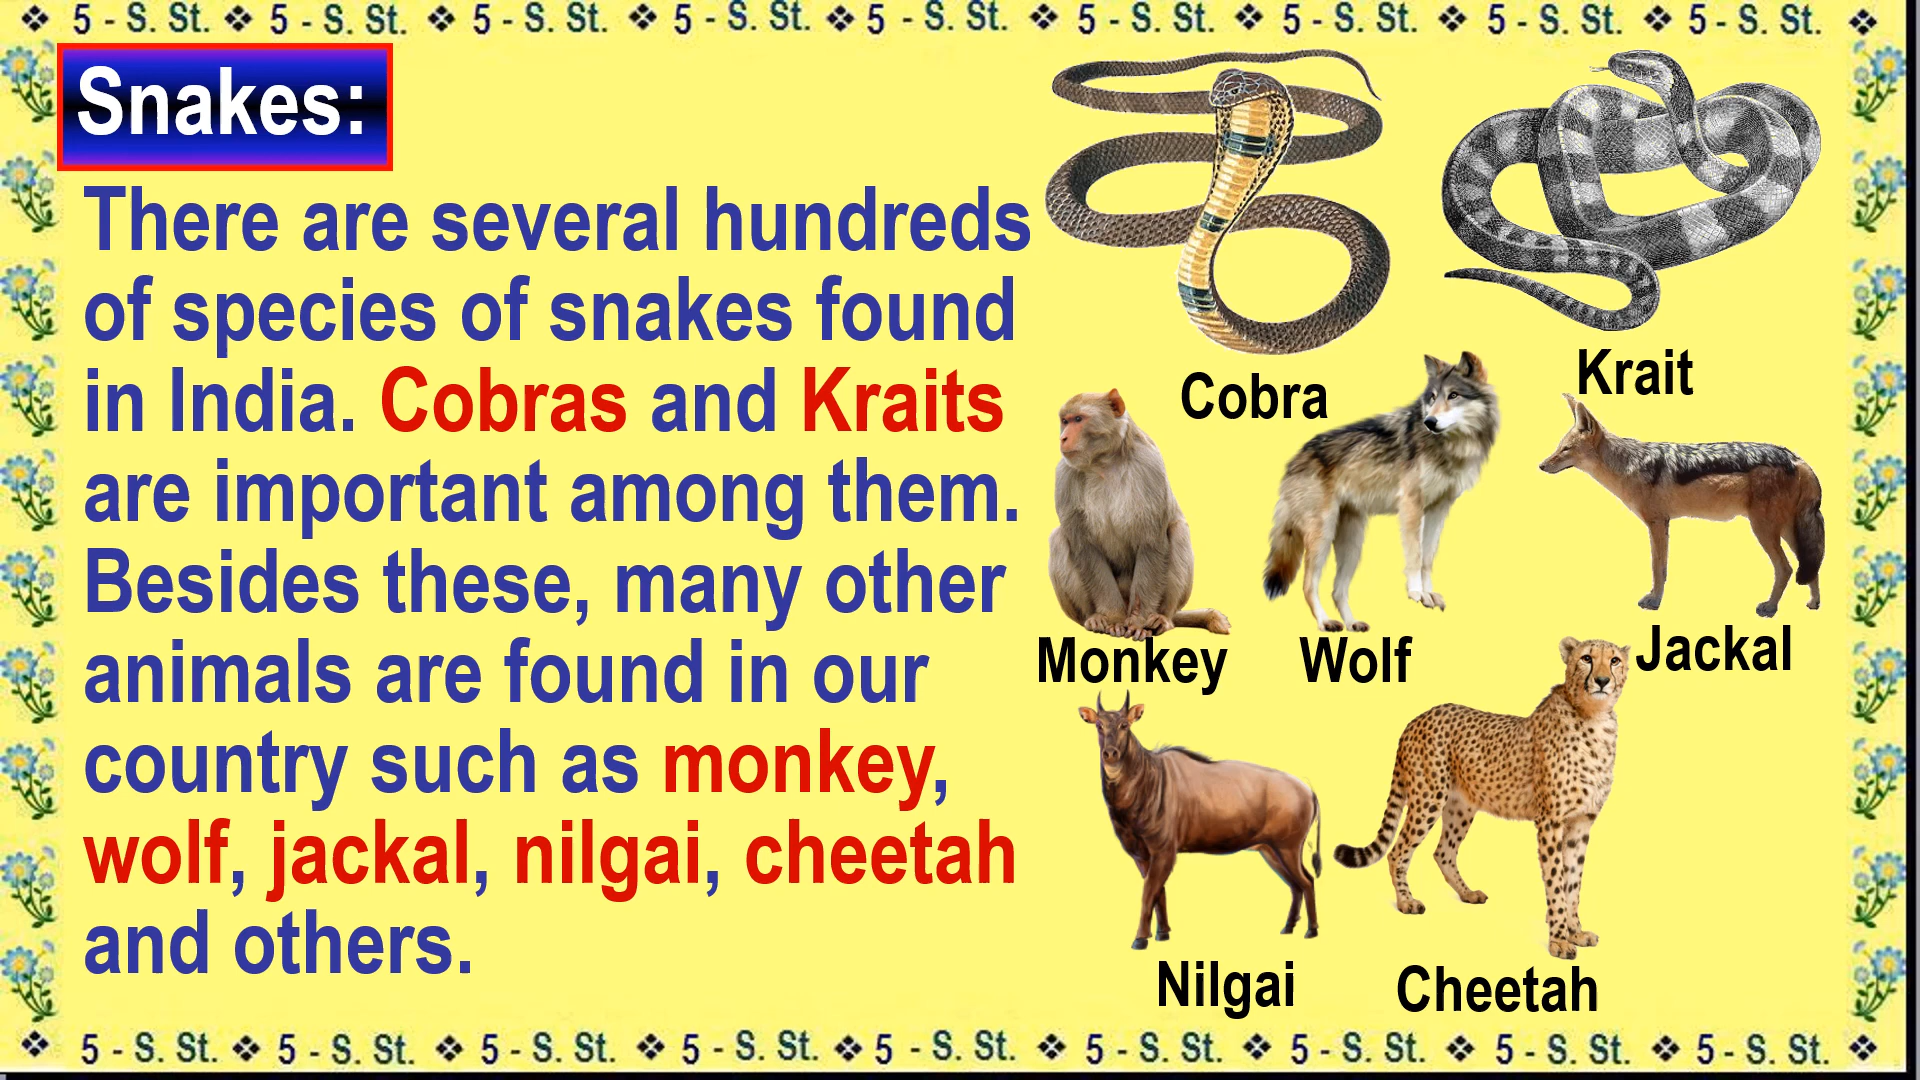 ❖ 5 - S. St. ❖ 5 - S. St. ❖ 5 - S. St. ❖ 5 - S. St. ❖ 5 - S. St. ❖ 5 - S. St. ❖ 5 - S. St. ❖ 5 - S. St. ❖ 5 - S. St. ❖
Snakes:
There are several hundreds
of species of snakes found
in India. Cobras and Kraits
are important among them.
Besides these, many other
animals are found in our
country such as monkey,
wolf, jackal, nilgai, cheetah
and others.
Cobra
Krait
Monkey
Wolf
Jackal
Nilgai
Cheetah
❖ 5 - S. St. ❖ 5 - S. St. ❖ 5 - S. St. ❖ 5 - S. St. ❖ 5 - S. St. ❖ 5 - S. St. ❖ 5 - S. St. ❖ 5 - S. St. ❖ 5 - S. St. ❖